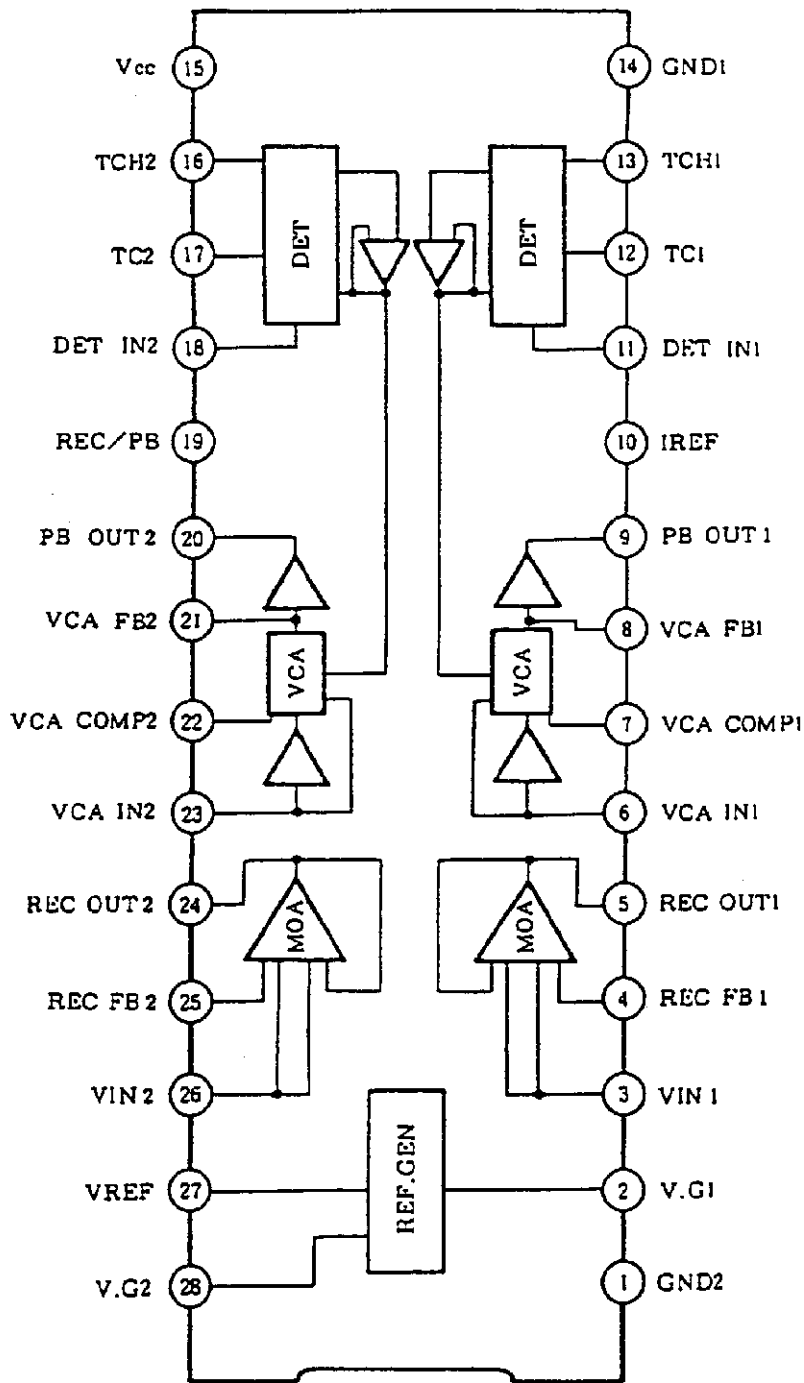 Vcc 15 14 GND1
TCH2 16 13 TCH1
DET DET
TC2 17 12 TC1
DET IN2 18 11 DET IN1
REC/PB 19 10 IREF
PB OUT2 20 9 PB OUT1
VCA FB2 21 8 VCA FB1
VCA VCA
VCA COMP2 22 7 VCA COMP1
VCA IN2 23 6 VCA IN1
REC OUT2 24 5 REC OUT1
MOA MOA
REC FB2 25 4 REC FB1
VIN2 26 3 VIN1
REF.GEN
VREF 27 2 V.G1
V.G2 28 1 GND2